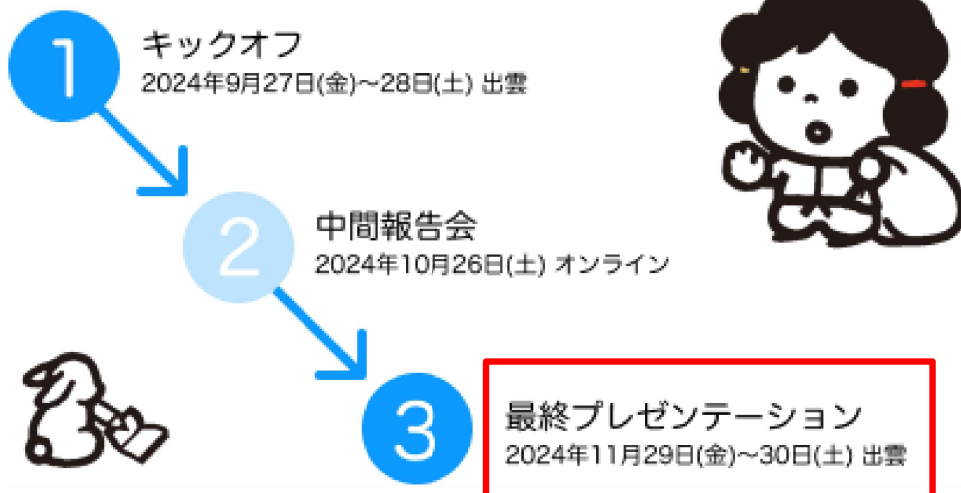 1
キックオフ
2024年9月27日(金)～28日(土) 出雲
2
中間報告会
2024年10月26日(土) オンライン
3
最終プレゼンテーション
2024年11月29日(金)～30日(土) 出雲